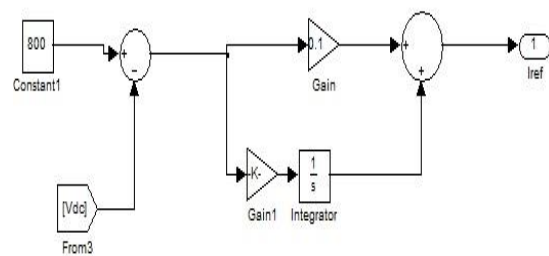 800
Constant1
+
−
0.1
Gain
+
+
1
Iref
[Vdc]
From3
-K-
Gain1
1
s
Integrator